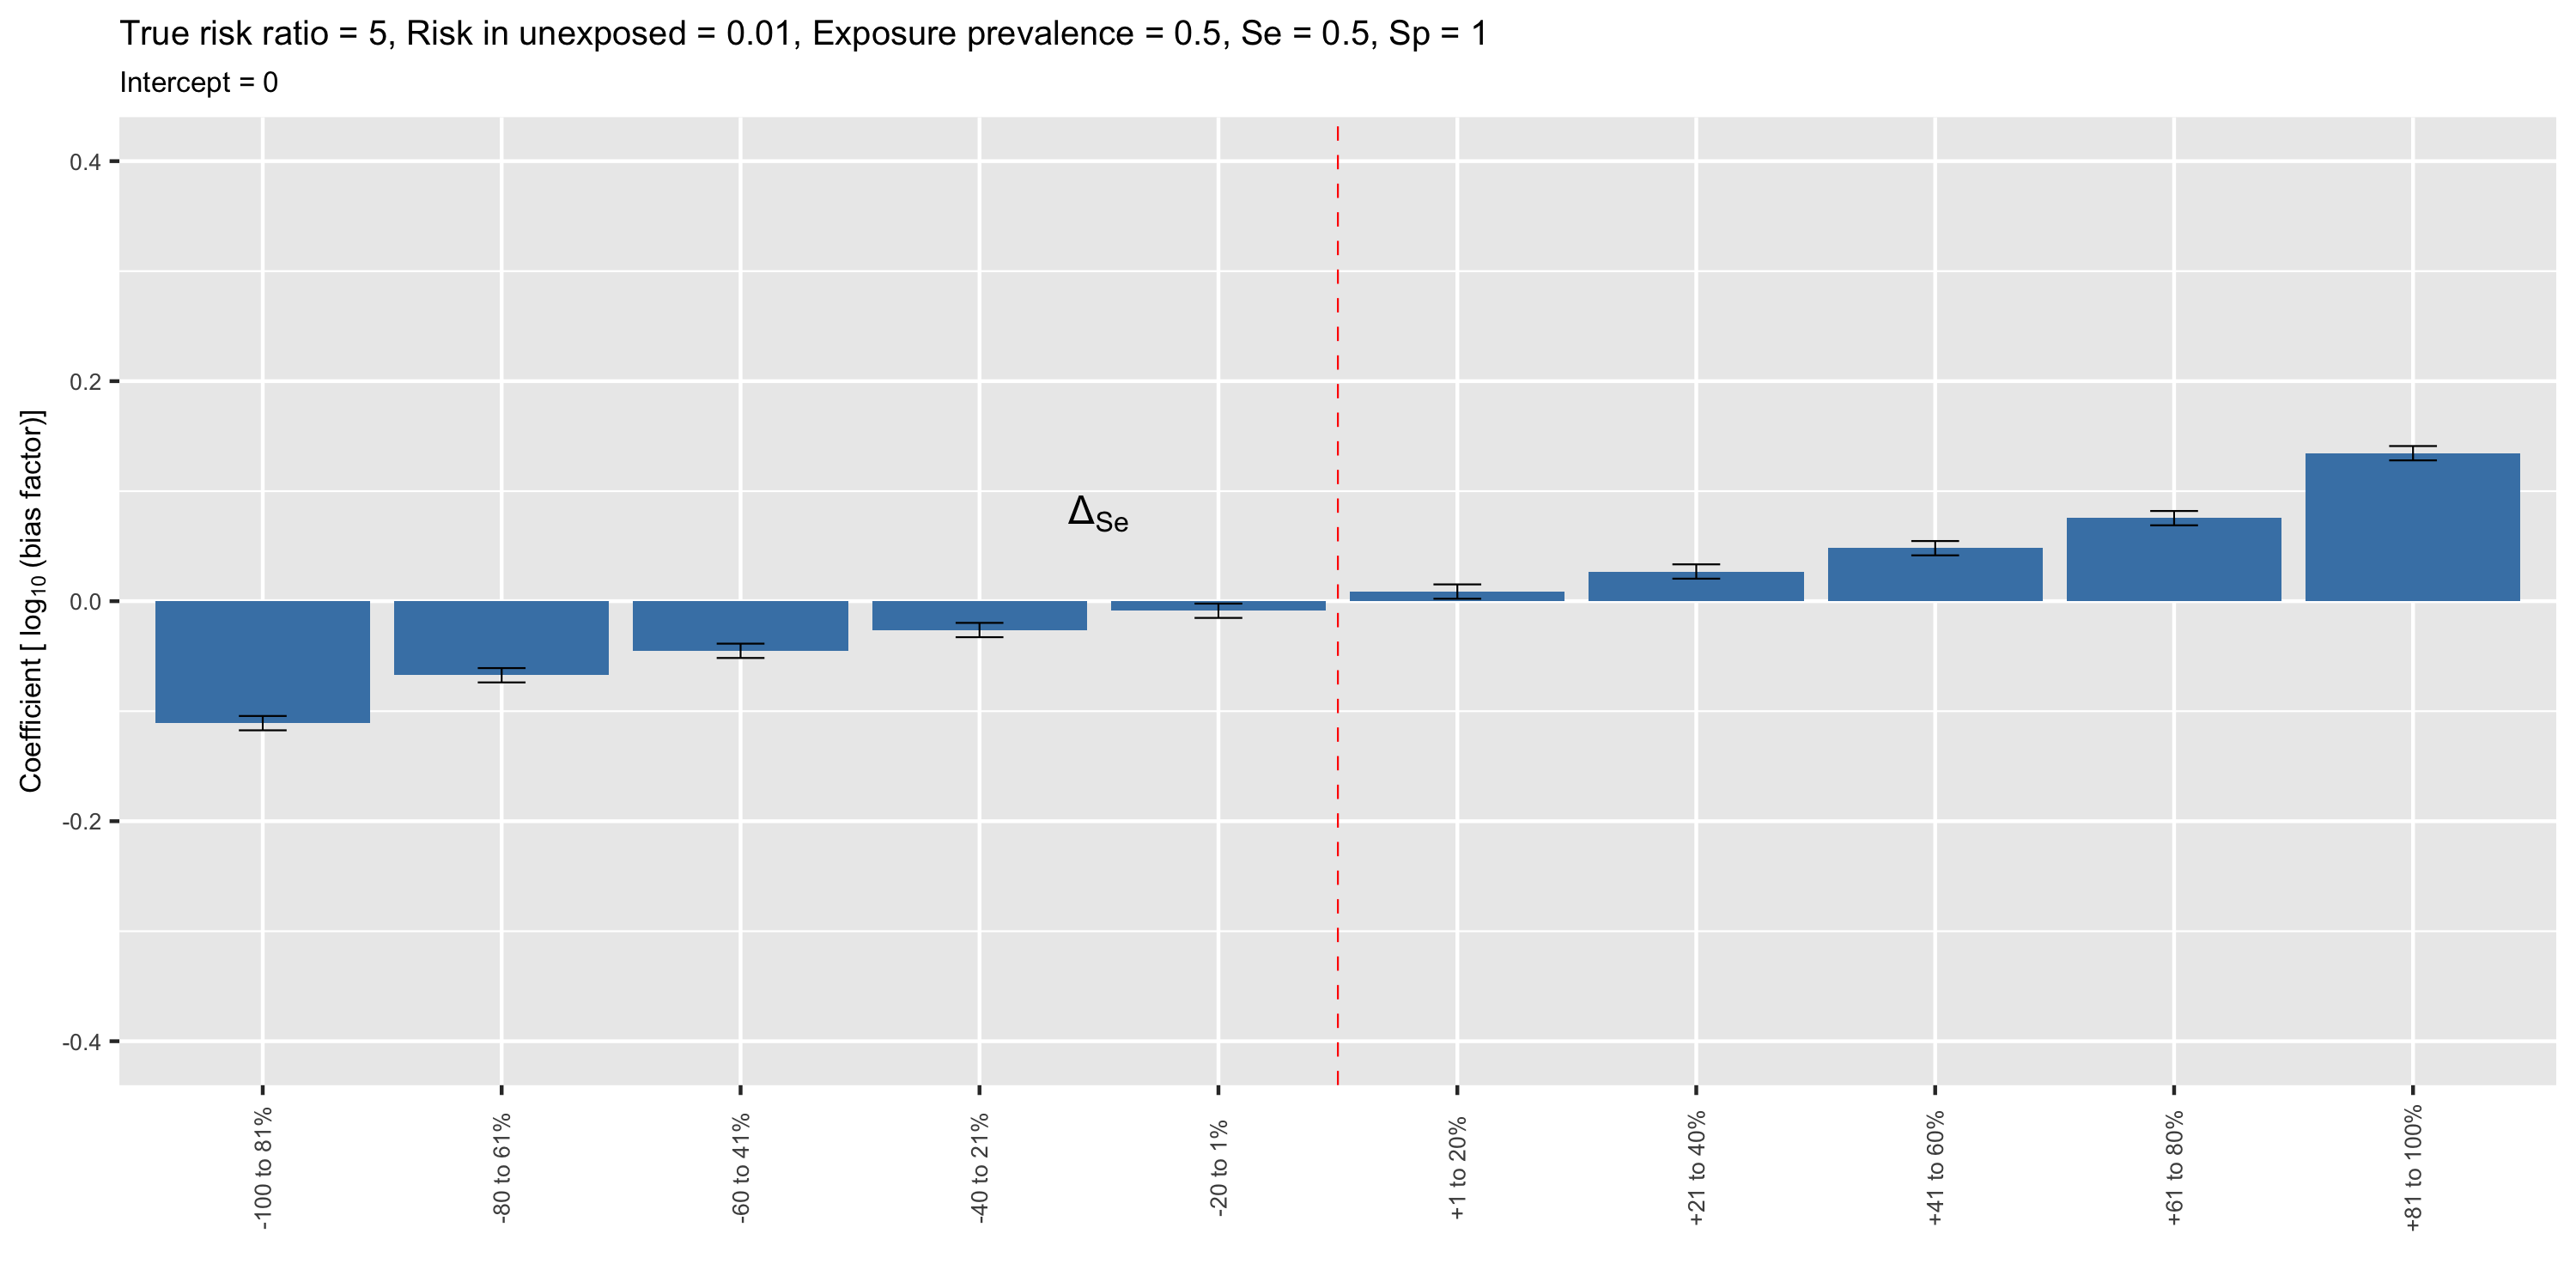 True risk ratio = 5, Risk in unexposed = 0.01, Exposure prevalence = 0.5, Se = 0.5, Sp = 1
Intercept = 0
Coefficient [ log₁₀ (bias factor)]
0.4
0.2
0.0
-0.2
-0.4
Δ_Se
-100 to 81%
-80 to 61%
-60 to 41%
-40 to 21%
-20 to 1%
+1 to 20%
+21 to 40%
+41 to 60%
+61 to 80%
+81 to 100%